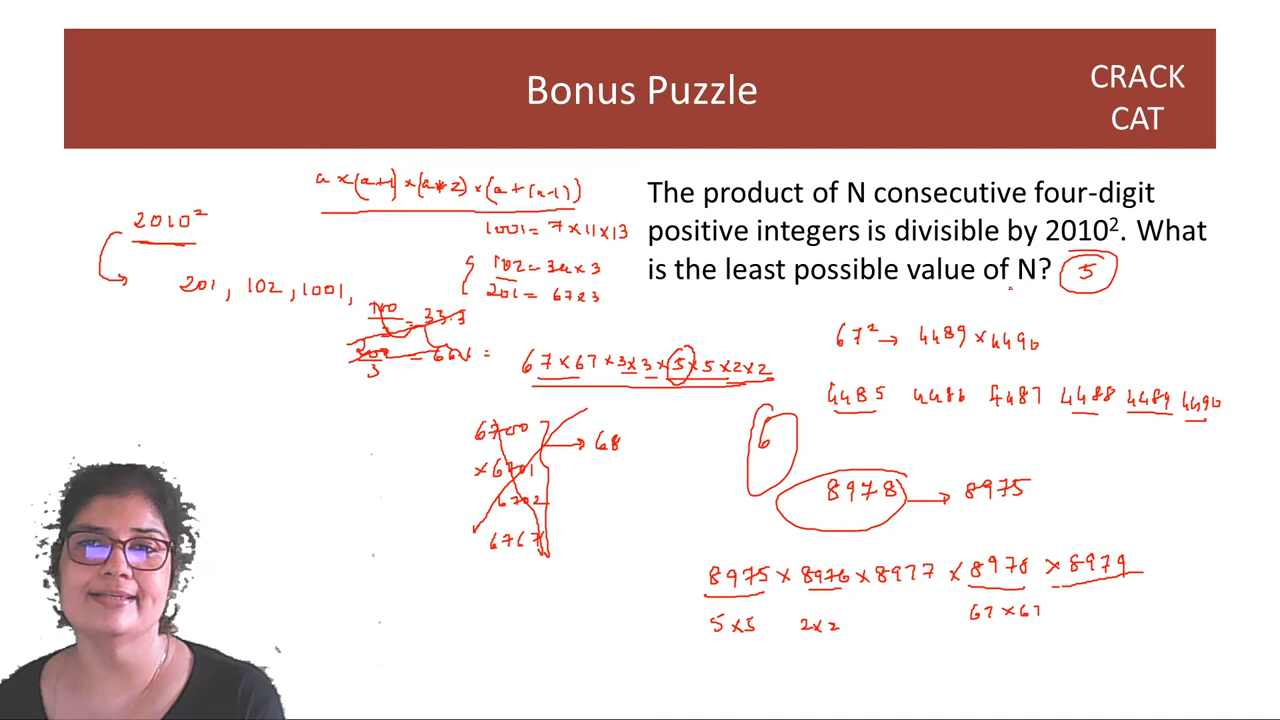 Bonus Puzzle
CRACK
CAT
The product of N consecutive four-digit
positive integers is divisible by 2010². What
is the least possible value of N? 5
a × (a+1) × (a+2) × (a+(n-1))
2010²
1001 = 7 × 11 × 13
102 = 34 × 3
201 = 67 × 3
201, 102, 1001,
= 33.3
3
= 67 × 67 × 3 × 3 × 5 × 5 × 2 × 2
67² → 4489 × 4490
4485 4486 4487 4488 4489 4490
6700
× 6701 → 68
6702
6767
6
8978 → 8975
8975 × 8976 × 8977 × 8978 × 8979
5 × 5 2 × 2 67 × 67